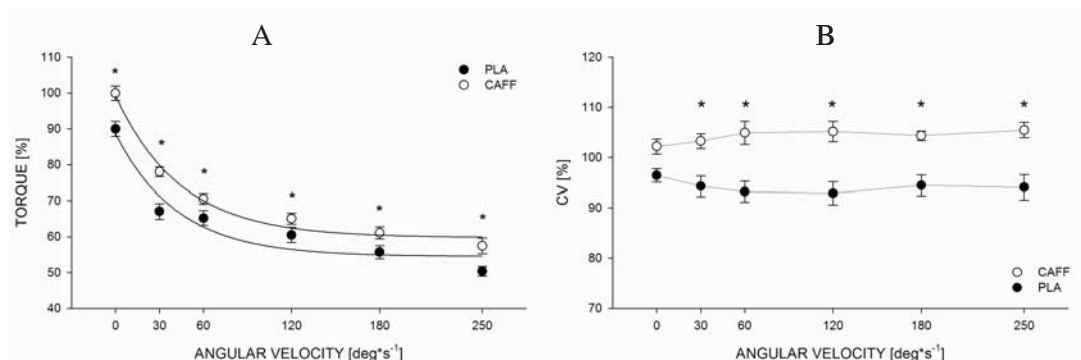 A
B
110
100
90
80
70
60
50
40
TORQUE [%]
* * * * * *
PLA
CAFF
0 30 60 120 180 250
ANGULAR VELOCITY [deg*s-1]
120
110
100
90
80
70
CV [%]
* * * * *
CAFF
PLA
0 30 60 120 180 250
ANGULAR VELOCITY [deg*s-1]